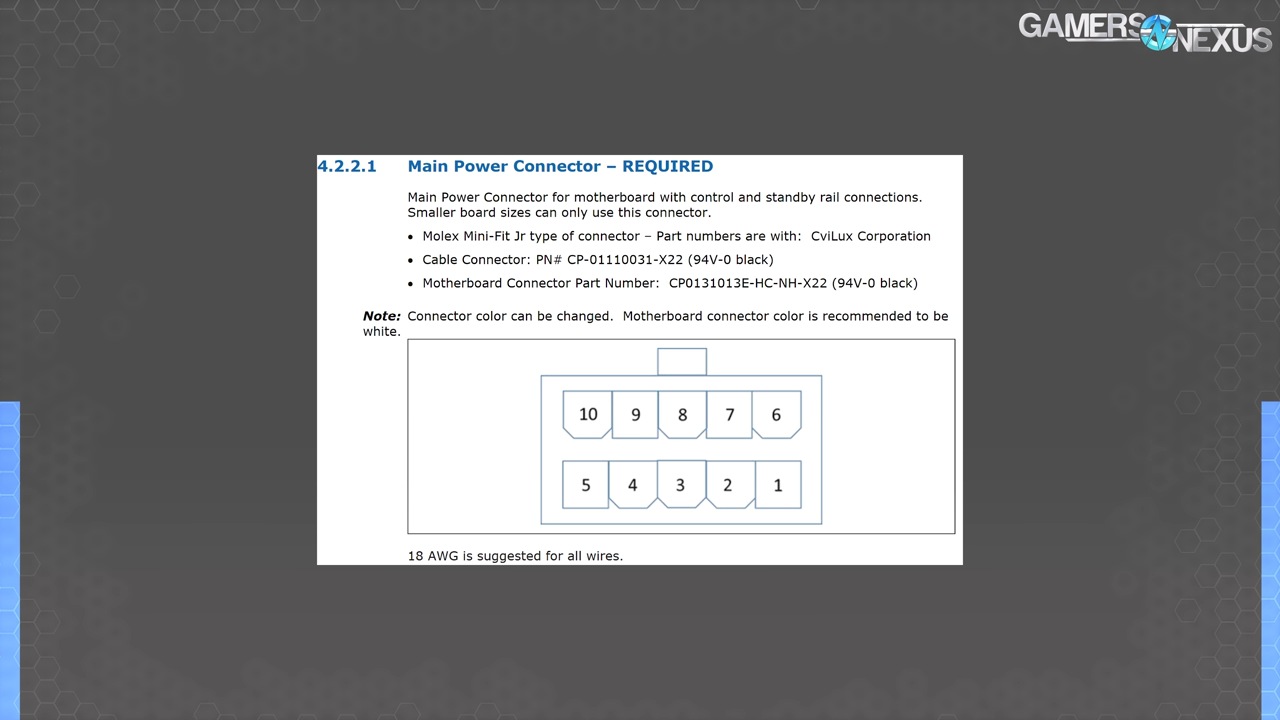 GAMERS NEXUS
4.2.2.1 Main Power Connector – REQUIRED
Main Power Connector for motherboard with control and standby rail connections.
Smaller board sizes can only use this connector.
• Molex Mini-Fit Jr type of connector – Part numbers are with: CviLux Corporation
• Cable Connector: PN# CP-01110031-X22 (94V-0 black)
• Motherboard Connector Part Number: CP0131013E-HC-NH-X22 (94V-0 black)
Note: Connector color can be changed. Motherboard connector color is recommended to be
white.
10 9 8 7 6
5 4 3 2 1
18 AWG is suggested for all wires.